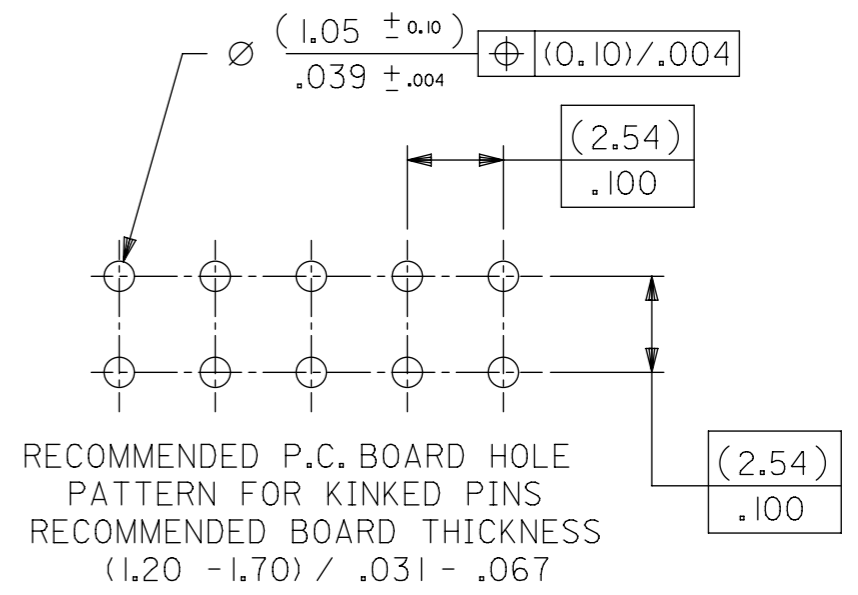 ⌀ (1.05 ± 0.10) ⌖ (0.10)/.004
.039 ± .004
(2.54)
.100
(2.54)
.100
RECOMMENDED P.C. BOARD HOLE
PATTERN FOR KINKED PINS
RECOMMENDED BOARD THICKNESS
(1.20 -1.70) / .031 - .067